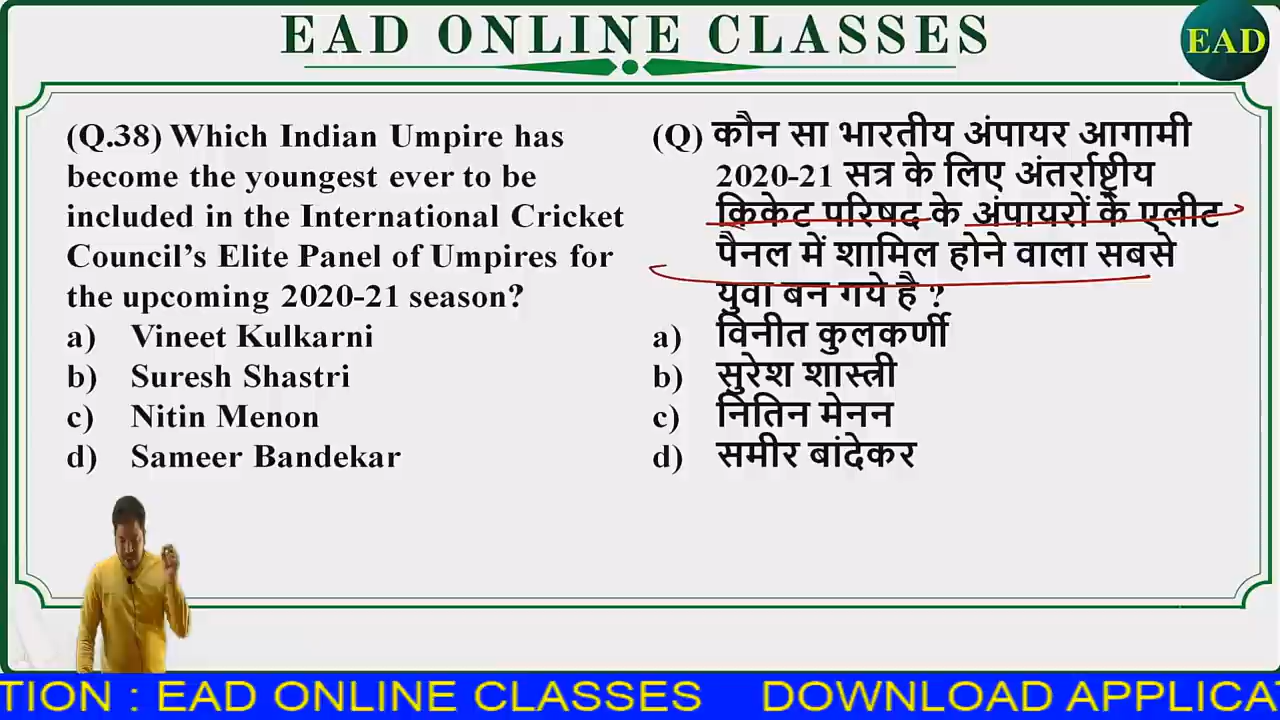 EAD ONLINE CLASSES
EAD
(Q.38) Which Indian Umpire has
become the youngest ever to be
included in the International Cricket
Council’s Elite Panel of Umpires for
the upcoming 2020-21 season?
a) Vineet Kulkarni
b) Suresh Shastri
c) Nitin Menon
d) Sameer Bandekar
(Q) कौन सा भारतीय अंपायर आगामी
2020-21 सत्र के लिए अंतर्राष्ट्रीय
क्रिकेट परिषद के अंपायरों के एलीट
पैनल में शामिल होने वाला सबसे
युवा बन गये है ?
a) विनीत कुलकर्णी
b) सुरेश शास्त्री
c) नितिन मेनन
d) समीर बांदेकर
TION : EAD ONLINE CLASSES DOWNLOAD APPLICA